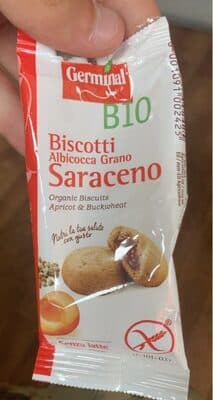 Germinal
BIO
Biscotti
Albicocca Grano
Saraceno
Organic Biscuits
Apricot & Buckwheat
Nutri la tua salute
con gusto
Senza latte